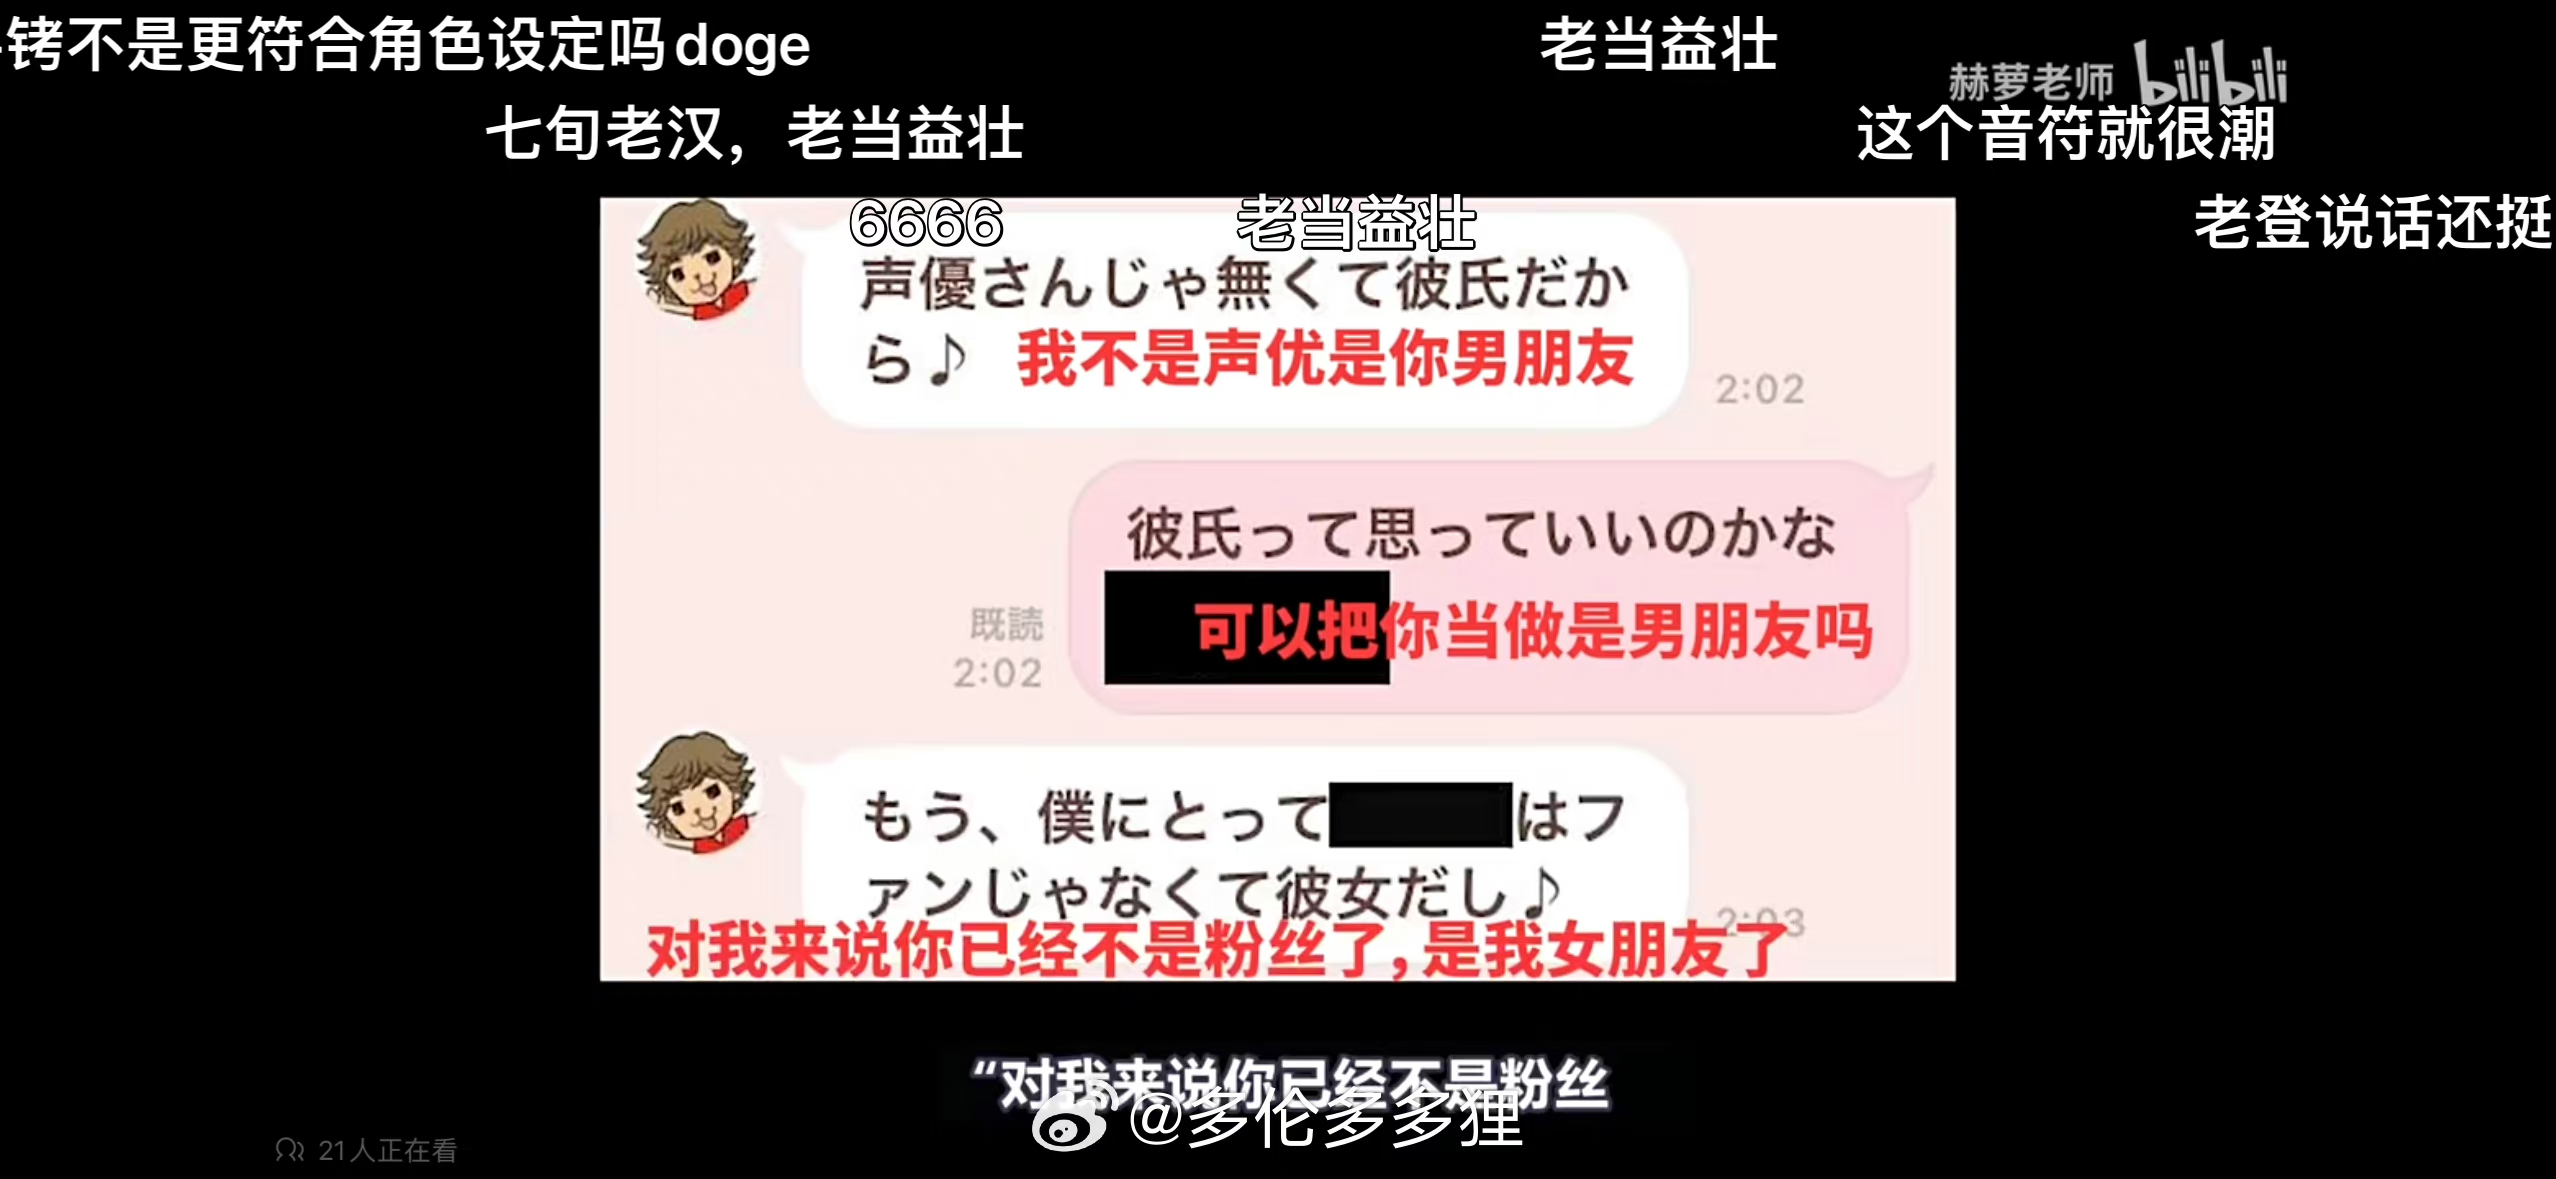 铐不是更符合角色设定吗doge
老当益壮
赫萝老师 bilibili
七旬老汉，老当益壮
这个音符就很潮
6666
老当益壮
老登说话还挺
声優さんじゃ無くて彼氏だか
ら♪ 我不是声优是你男朋友
2:02
彼氏って思っていいのかな
可以把你当做是男朋友吗
既読
2:02
もう、僕にとって
はフ
ァンじゃなくて彼女だし♪
2:03
对我来说你已经不是粉丝了,是我女朋友了
“对我来说你已经不是粉丝
@多伦多多狸
21人正在看